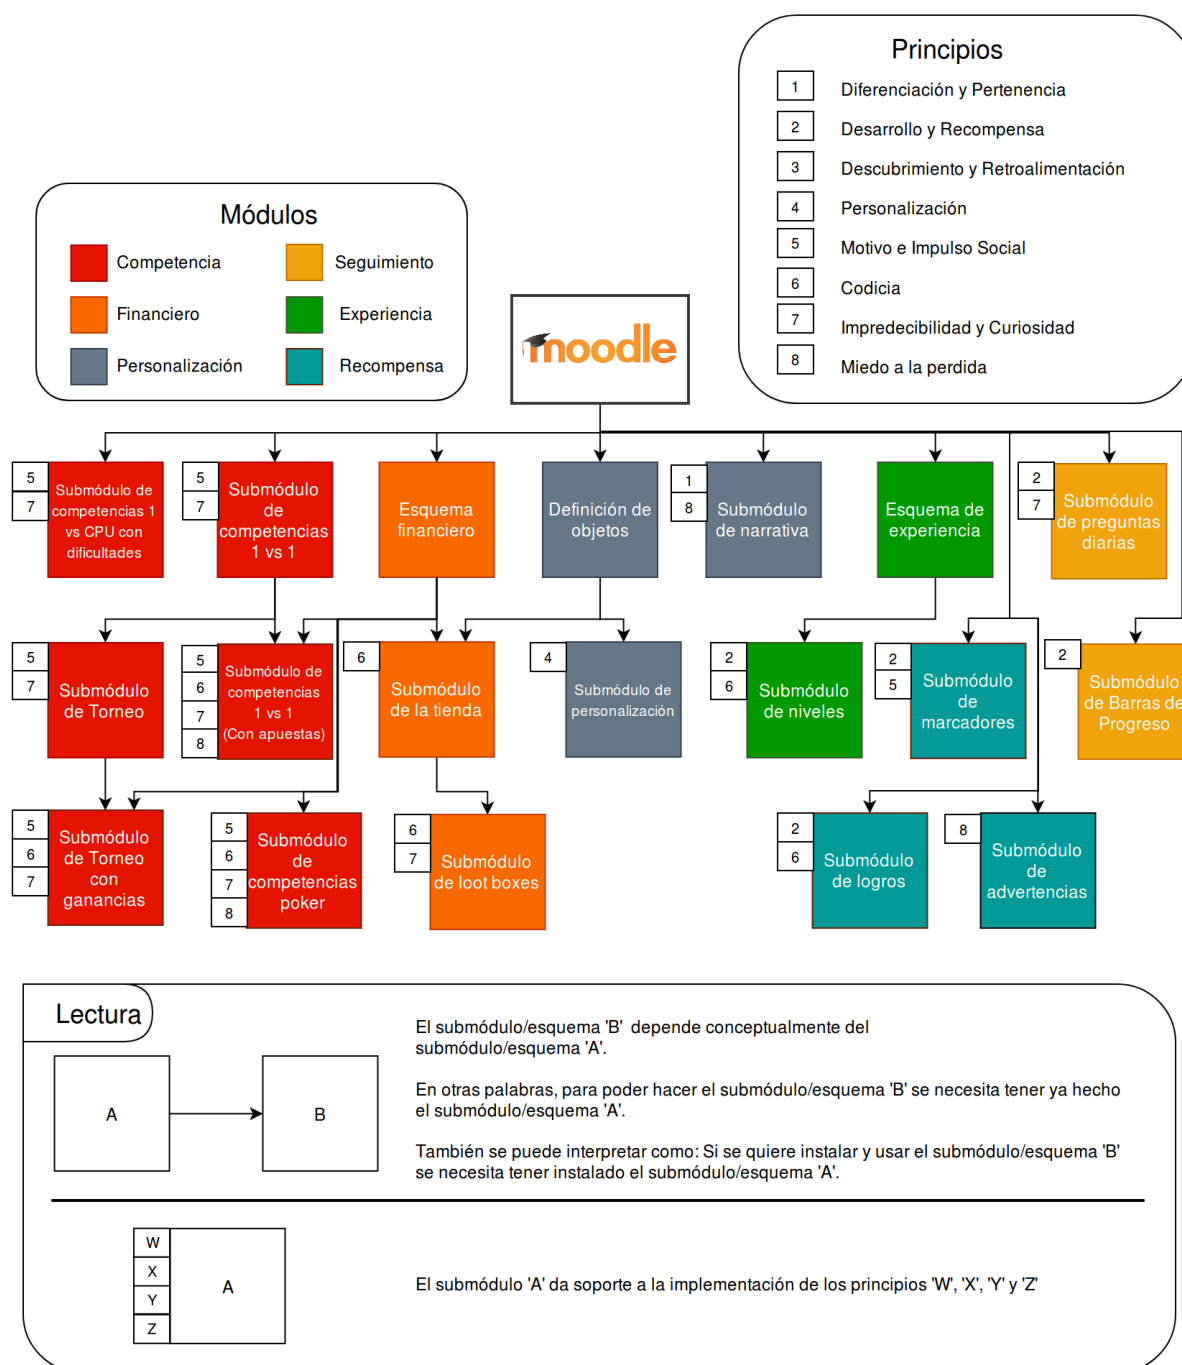 Principios
1
Diferenciación y Pertenencia
2
Desarrollo y Recompensa
3
Descubrimiento y Retroalimentación
4
Personalización
5
Motivo e Impulso Social
6
Codicia
7
Impredecibilidad y Curiosidad
8
Miedo a la perdida
Módulos
Competencia
Seguimiento
Financiero
Experiencia
Personalización
Recompensa
moodle
5
7
Submódulo de
competencias 1
vs CPU con
dificultades
5
7
Submódulo
de
competencias
1 vs 1
Esquema
financiero
Definición de
objetos
1
8
Submódulo
de narrativa
Esquema de
experiencia
2
7
Submódulo
de preguntas
diarias
5
7
Submódulo
de Torneo
5
6
7
8
Submódulo de
competencias
1 vs 1
(Con apuestas)
6
Submódulo
de la tienda
4
Submódulo de
personalización
2
6
Submódulo
de niveles
2
5
Submódulo
de
marcadores
2
Submódulo
de Barras de
Progreso
5
6
7
Submódulo
de Torneo
con
ganancias
5
6
7
8
Submódulo
de
competencias
poker
6
7
Submódulo
de loot boxes
2
6
Submódulo
de logros
8
Submódulo
de
advertencias
Lectura
A
B
El submódulo/esquema 'B' depende conceptualmente del
submódulo/esquema 'A'.
En otras palabras, para poder hacer el submódulo/esquema 'B' se necesita tener ya hecho
el submódulo/esquema 'A'.
También se puede interpretar como: Si se quiere instalar y usar el submódulo/esquema 'B'
se necesita tener instalado el submódulo/esquema 'A'.
W
X
Y
Z
A
El submódulo 'A' da soporte a la implementación de los principios 'W', 'X', 'Y' y 'Z'